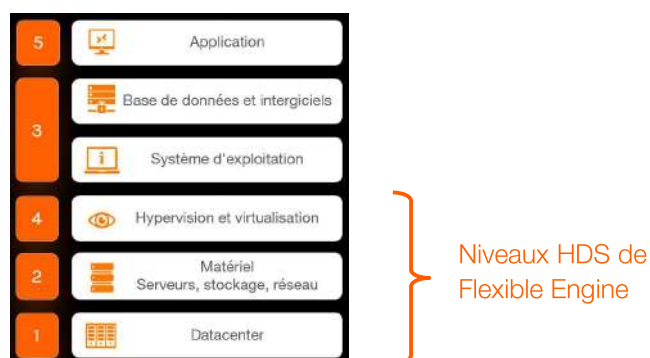 5
Application
3
Base de données et intergiciels
Système d'exploitation
4
Hypervision et virtualisation
2
Matériel
Serveurs, stockage, réseau
1
Datacenter
Niveaux HDS de
Flexible Engine